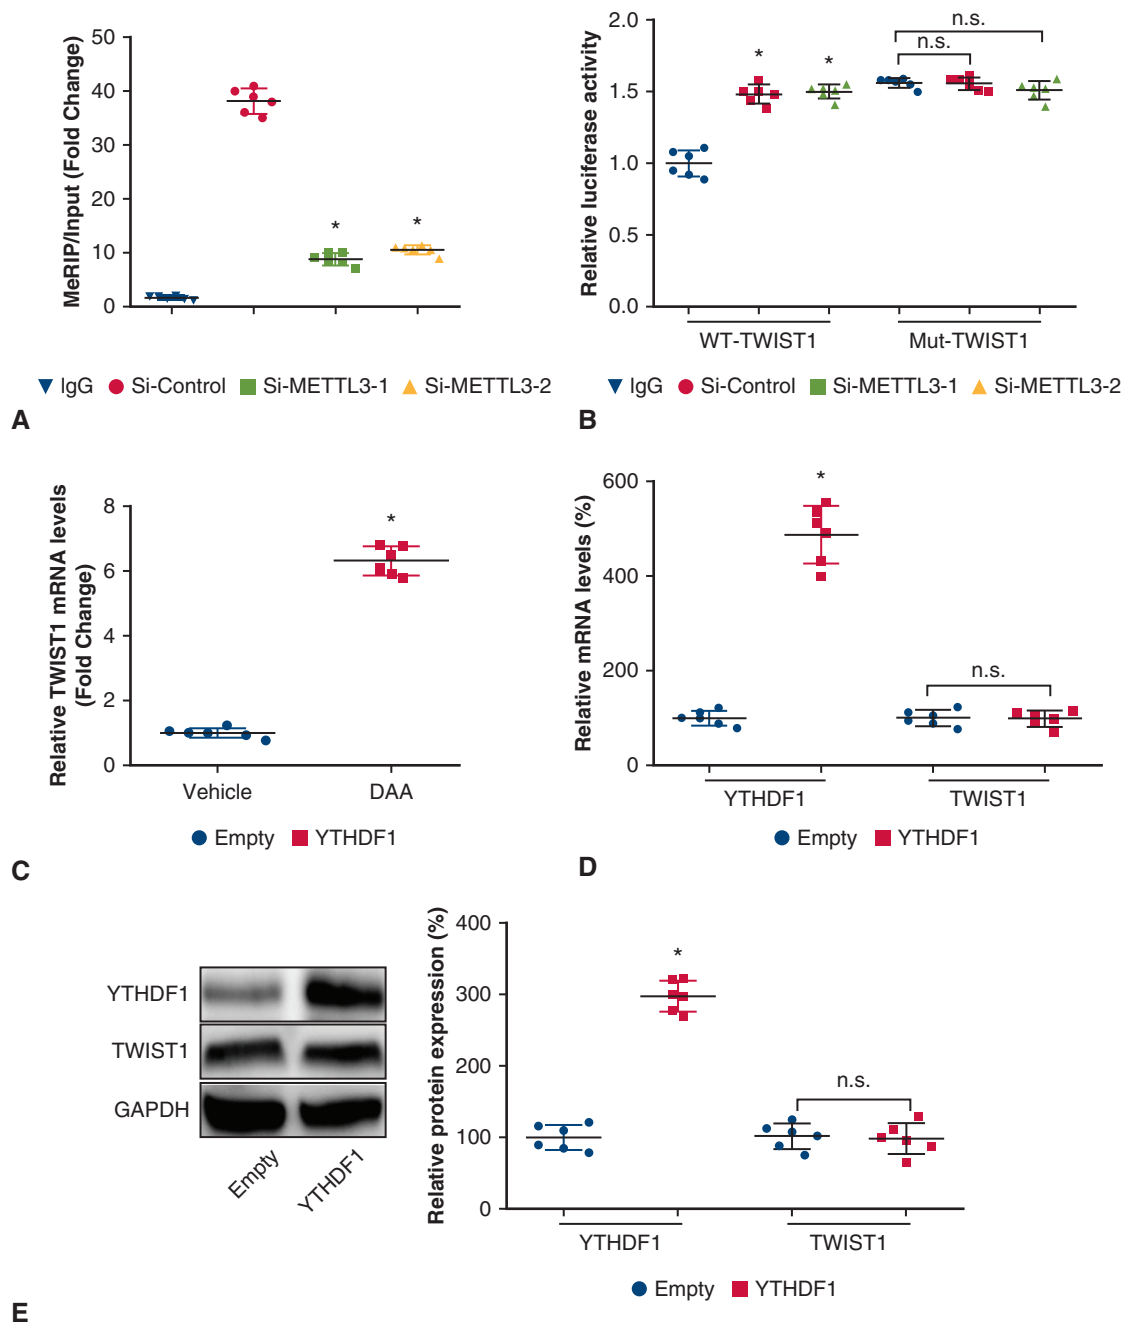 MeRIP/Input (Fold Change)
50
40
30
20
10
0
*
*
IgG Si-Control Si-METTL3-1 Si-METTL3-2
A
Relative luciferase activity
2.0
1.5
1.0
0.5
0.0
*
*
n.s.
n.s.
WT-TWIST1 Mut-TWIST1
IgG Si-Control Si-METTL3-1 Si-METTL3-2
B
Relative TWIST1 mRNA levels
(Fold Change)
8
6
4
2
0
*
Vehicle DAA
Empty YTHDF1
C
Relative mRNA levels (%)
600
400
200
0
*
n.s.
YTHDF1 TWIST1
Empty YTHDF1
D
YTHDF1
TWIST1
GAPDH
Empty YTHDF1
Relative protein expression (%)
400
300
200
100
0
*
n.s.
YTHDF1 TWIST1
Empty YTHDF1
E